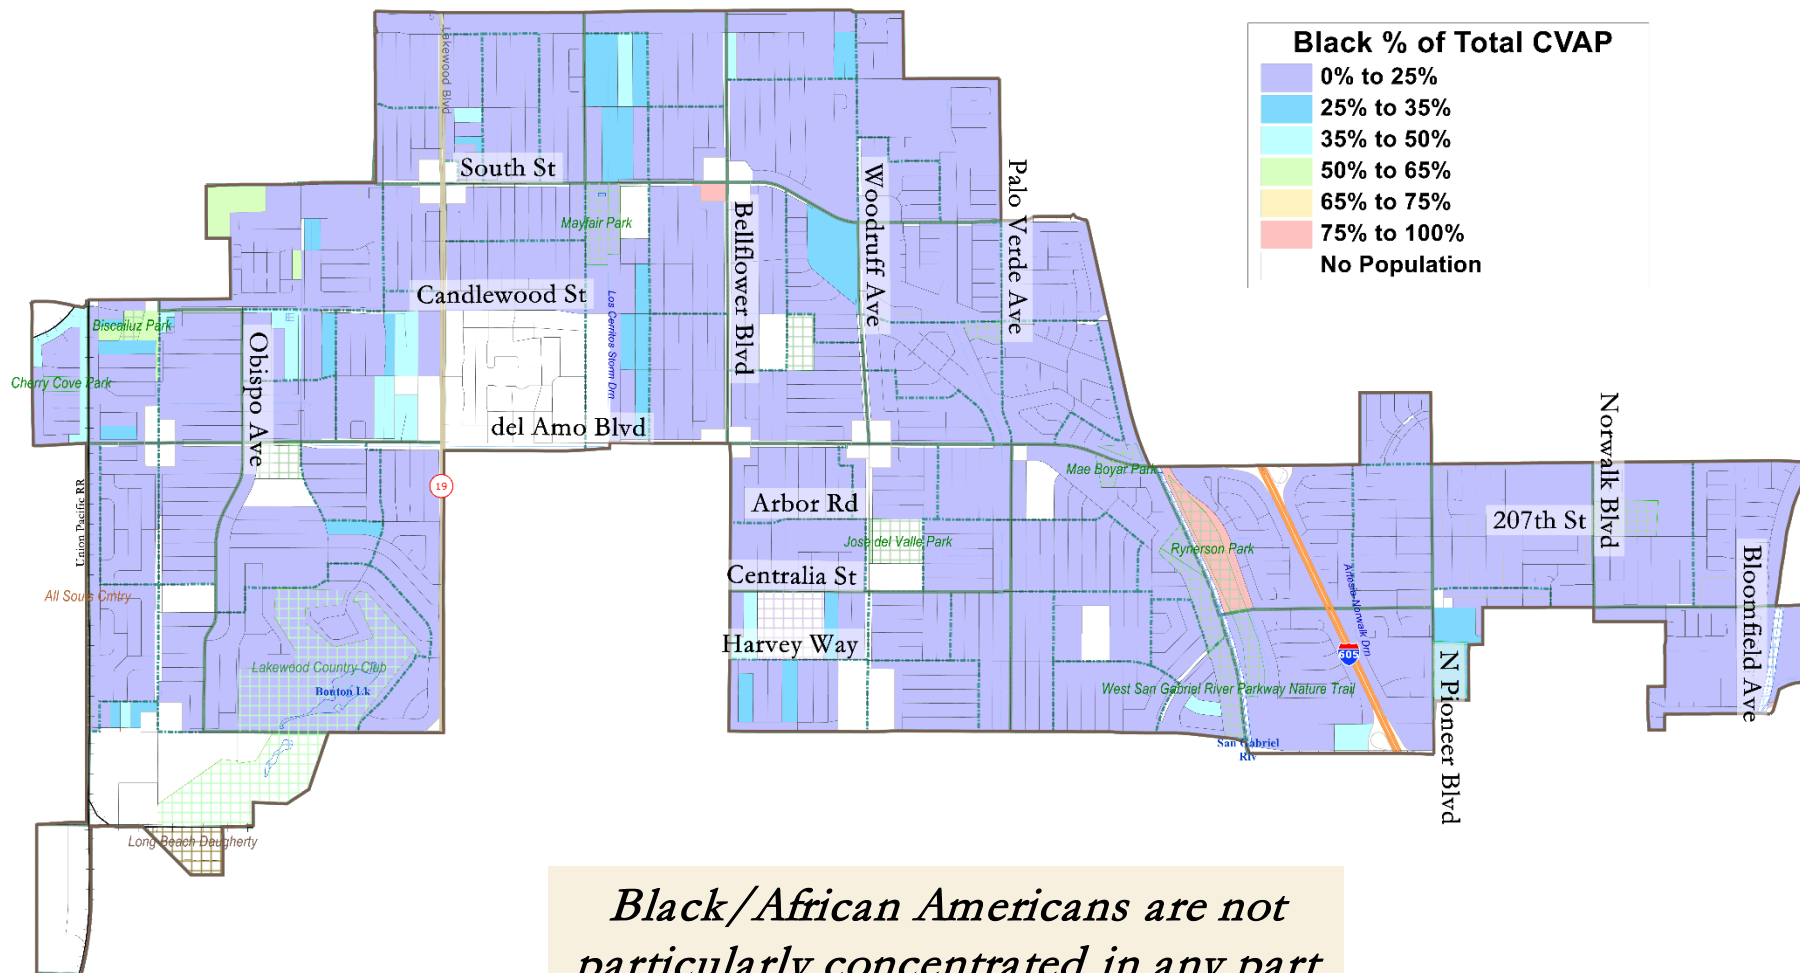 Black % of Total CVAP
0% to 25%
25% to 35%
35% to 50%
50% to 65%
65% to 75%
75% to 100%
No Population
Lakewood Blvd
South St
Mayfair Park
Bellflower Blvd
Woodruff Ave
Palo Verde Ave
Candlewood St
Los Cerritos Storm Drn
Biscailuz Park
Cherry Cove Park
Obispo Ave
del Amo Blvd
19
Union Pacific RR
Mae Boyar Park
Norwalk Blvd
Arbor Rd
207th St
Jose del Valle Park
Rynerson Park
Centralia St
Artesia-Norwalk Drn
Bloomfield Ave
All Souls Cmtry
Harvey Way
605
N Pioneer Blvd
Lakewood Country Club
Bouton Lk
West San Gabriel River Parkway Nature Trail
San Gabriel
Riv
Long Beach Daugherty
Black/African Americans are not
particularly concentrated in any part